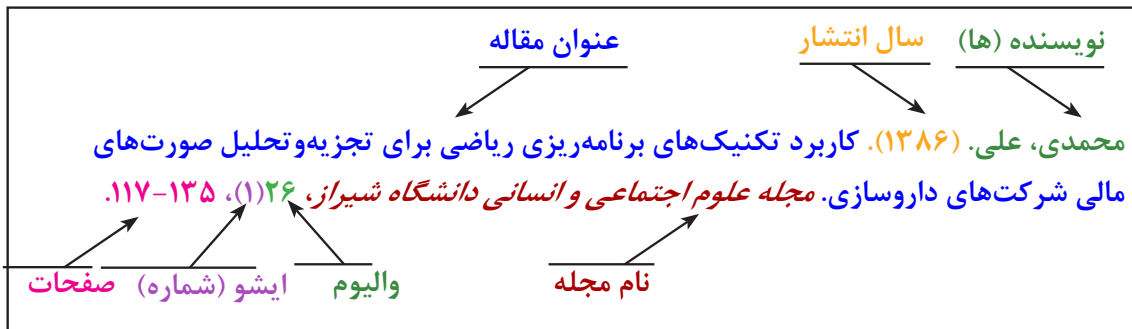 نویسنده (ها) سال انتشار عنوان مقاله
محمدی، علی. (۱۳۸۶). کاربرد تکنیک‌های برنامه‌ریزی ریاضی برای تجزیه‌وتحلیل صورت‌های
مالی شرکت‌های داروسازی. مجله علوم اجتماعی و انسانی دانشگاه شیراز، ۲۶(۱)، ۱۳۵-۱۱۷.
نام مجله والیوم ایشو (شماره) صفحات